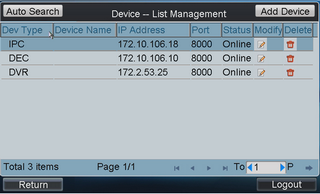 Auto Search Device -- List Management Add Device
Dev Type Device Name IP Address Port Status Modify Delete
IPC 172.10.106.18 8000 Online
DEC 172.10.106.10 8000 Online
DVR 172.2.53.25 8000 Online
Total 3 items Page 1/1 To 1 P
Return Logout